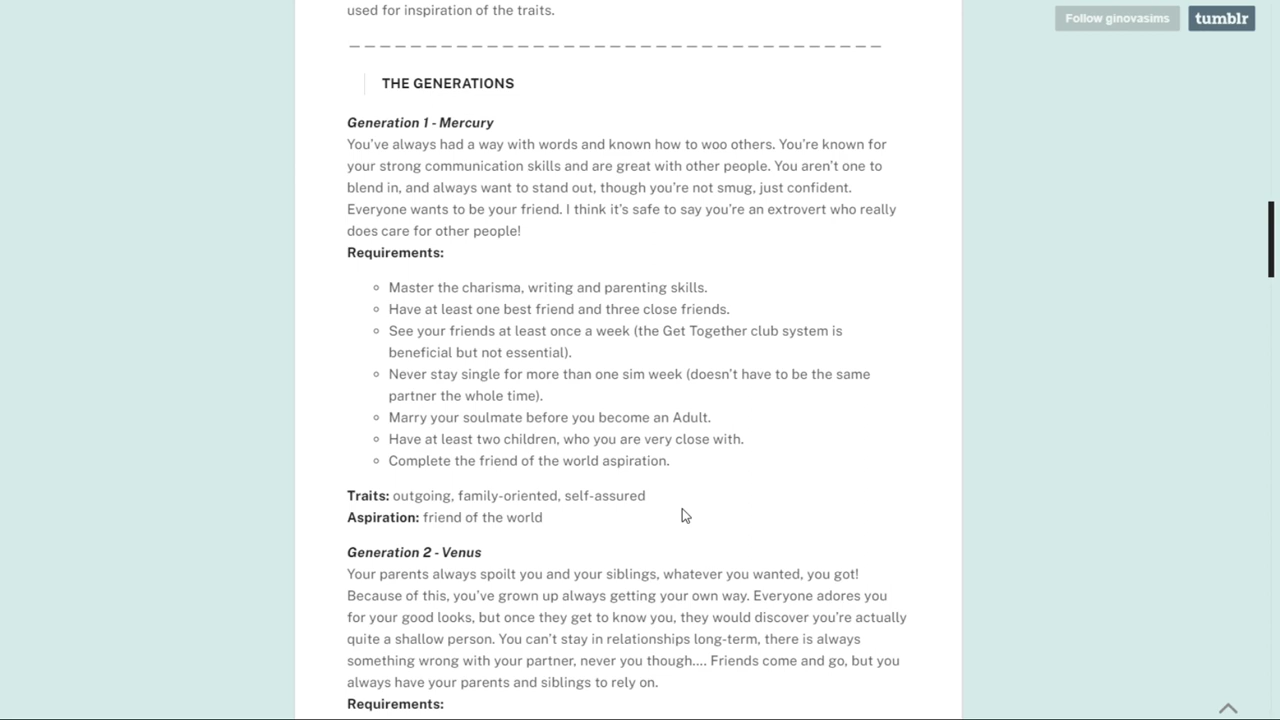 used for inspiration of the traits.
Follow ginovasims
tumblr
THE GENERATIONS
Generation 1 - Mercury
You’ve always had a way with words and known how to woo others. You’re known for
your strong communication skills and are great with other people. You aren’t one to
blend in, and always want to stand out, though you’re not smug, just confident.
Everyone wants to be your friend. I think it’s safe to say you’re an extrovert who really
does care for other people!
Requirements:
Master the charisma, writing and parenting skills.
Have at least one best friend and three close friends.
See your friends at least once a week (the Get Together club system is
beneficial but not essential).
Never stay single for more than one sim week (doesn’t have to be the same
partner the whole time).
Marry your soulmate before you become an Adult.
Have at least two children, who you are very close with.
Complete the friend of the world aspiration.
Traits: outgoing, family-oriented, self-assured
Aspiration: friend of the world
Generation 2 - Venus
Your parents always spoilt you and your siblings, whatever you wanted, you got!
Because of this, you’ve grown up always getting your own way. Everyone adores you
for your good looks, but once they get to know you, they would discover you’re actually
quite a shallow person. You can’t stay in relationships long-term, there is always
something wrong with your partner, never you though.... Friends come and go, but you
always have your parents and siblings to rely on.
Requirements: